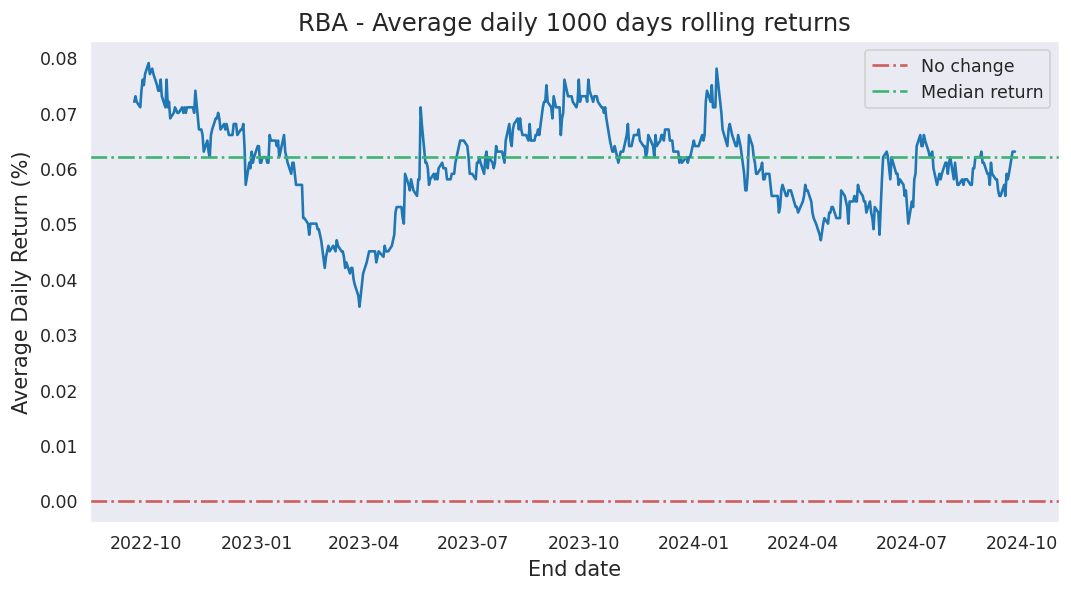 RBA - Average daily 1000 days rolling returns
No change
Median return
Average Daily Return (%)
0.08
0.07
0.06
0.05
0.04
0.03
0.02
0.01
0.00
2022-10 2023-01 2023-04 2023-07 2023-10 2024-01 2024-04 2024-07 2024-10
End date